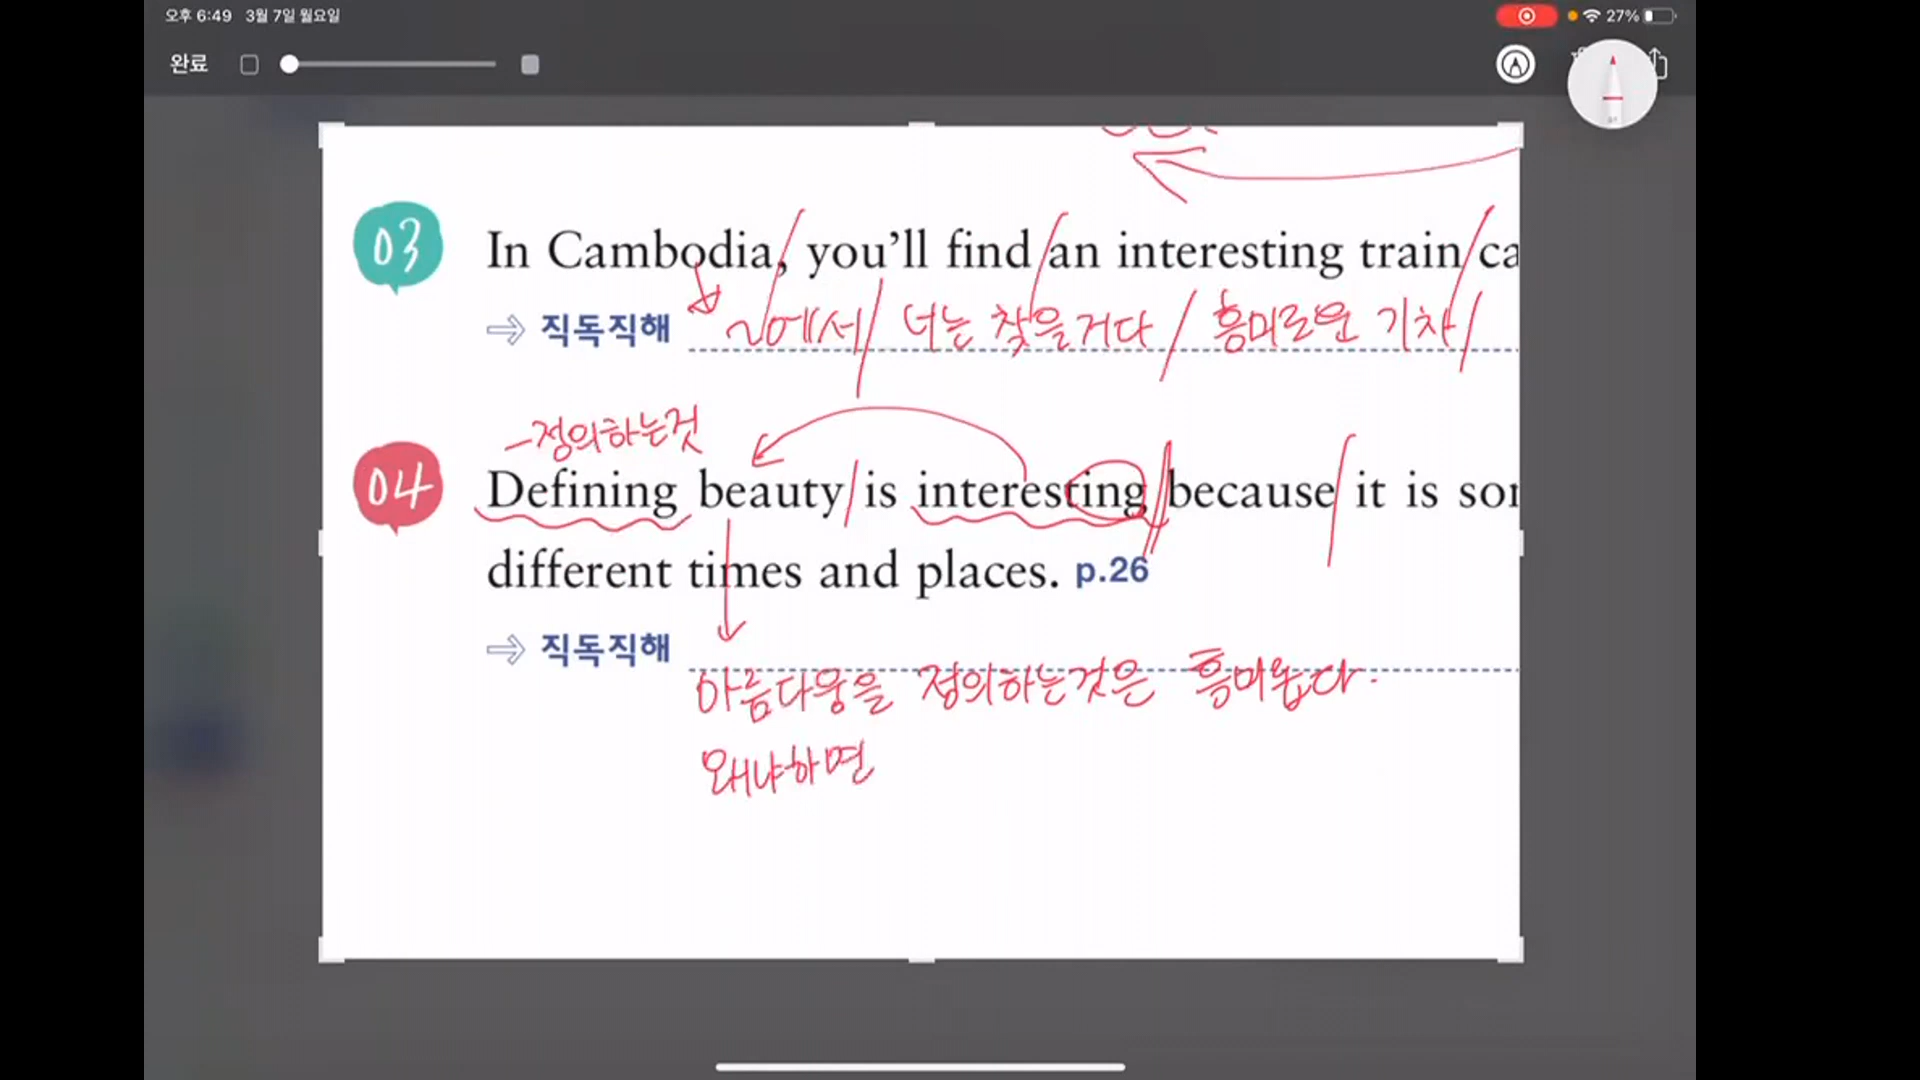 오후 6:49 3월 7일 월요일
27%
완료
03 In Cambodia, you'll find an interesting train ca
직독직해 ~에서 / 너는 찾을거다 / 흥미로운 기차 /
-정의하는것
04 Defining beauty is interesting because it is so
different times and places. p.26
직독직해
아름다움을 정의하는것은 흥미롭다.
왜냐하면